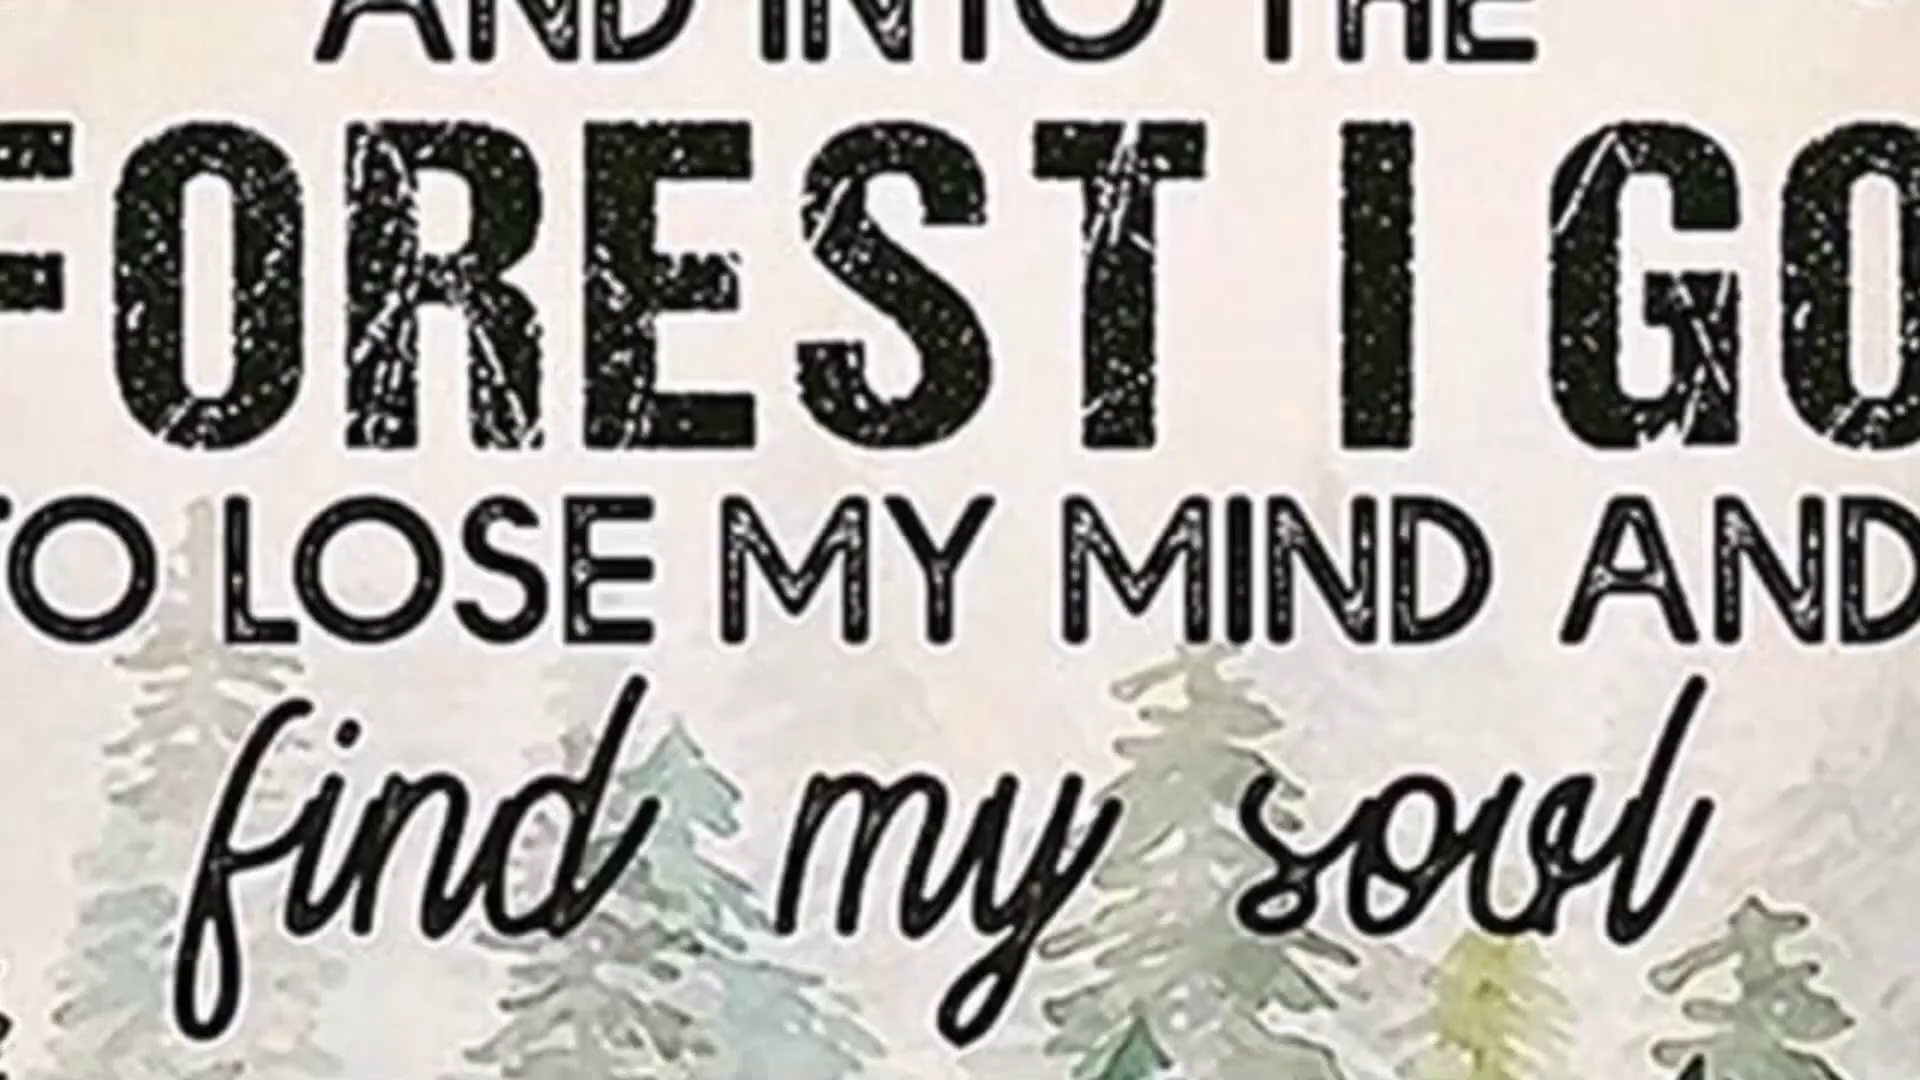 AND INTO THE
FOREST I GO
TO LOSE MY MIND AND
find my soul